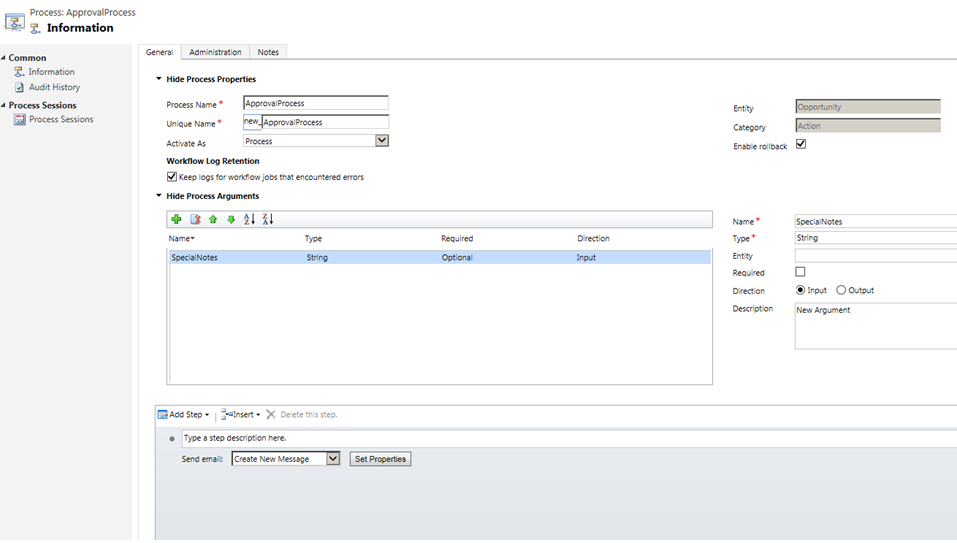 Process: ApprovalProcess
Information
Common
Information
Audit History
Process Sessions
Process Sessions
General Administration Notes
Hide Process Properties
Process Name * ApprovalProcess
Unique Name * new_ ApprovalProcess
Activate As Process
Entity Opportunity
Category Action
Enable rollback
Workflow Log Retention
Keep logs for workflow jobs that encountered errors
Hide Process Arguments
Name Type Required Direction
SpecialNotes String Optional Input
Name * SpecialNotes
Type * String
Entity
Required
Direction Input Output
Description New Argument
Add Step Insert Delete this step.
Type a step description here.
Send email: Create New Message Set Properties